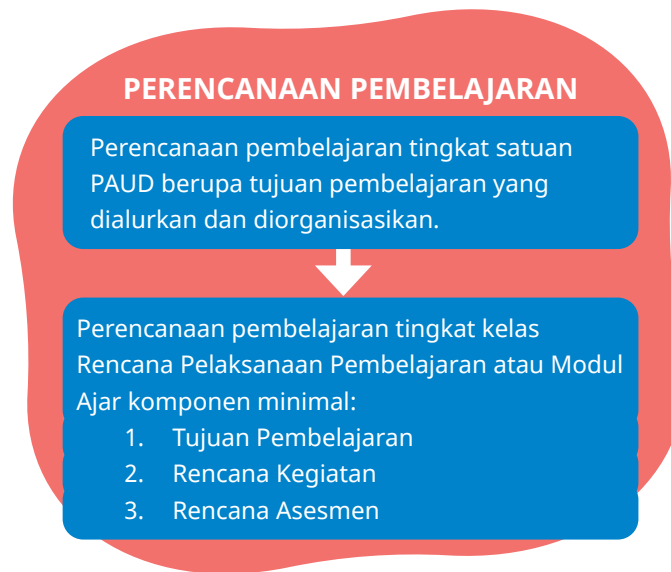 PERENCANAAN PEMBELAJARAN
Perencanaan pembelajaran tingkat satuan
PAUD berupa tujuan pembelajaran yang
dialurkan dan diorganisasikan.
Perencanaan pembelajaran tingkat kelas
Rencana Pelaksanaan Pembelajaran atau Modul
Ajar komponen minimal:
1. Tujuan Pembelajaran
2. Rencana Kegiatan
3. Rencana Asesmen